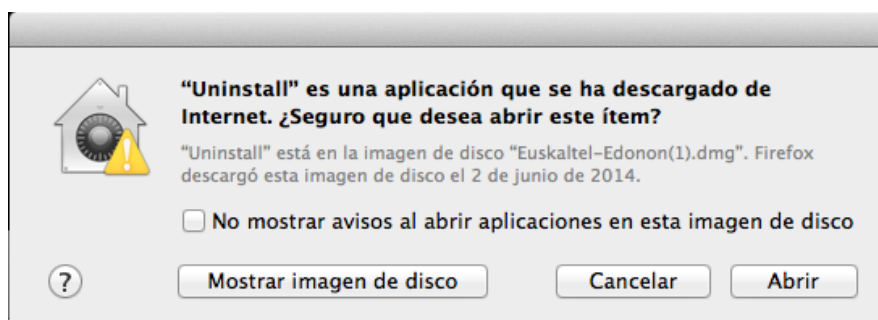 “Uninstall” es una aplicación que se ha descargado de
Internet. ¿Seguro que desea abrir este ítem?
“Uninstall” está en la imagen de disco “Euskaltel-Edonon(1).dmg”. Firefox
descargó esta imagen de disco el 2 de junio de 2014.
No mostrar avisos al abrir aplicaciones en esta imagen de disco
? Mostrar imagen de disco Cancelar Abrir